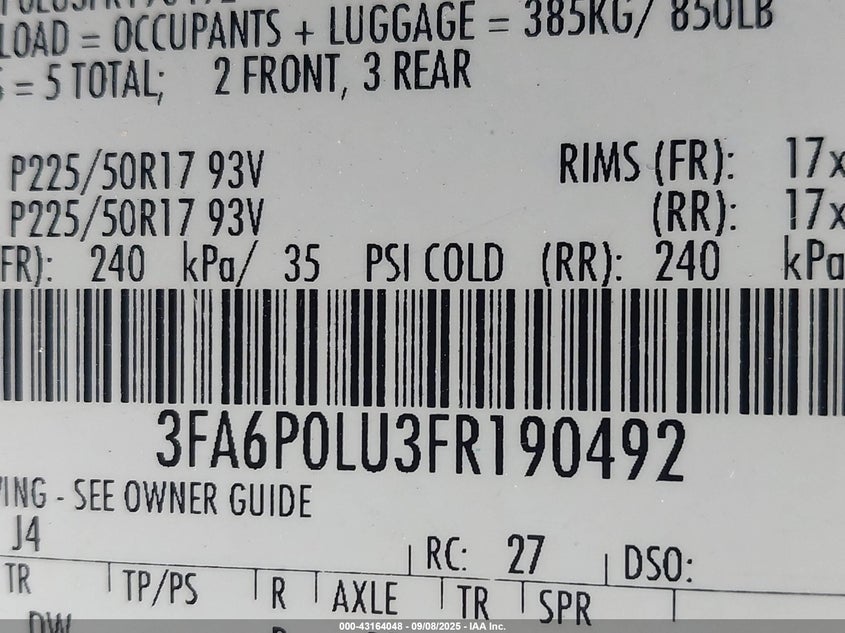 LOAD = OCCUPANTS + LUGGAGE = 385KG/ 850LB
= 5 TOTAL; 2 FRONT, 3 REAR
P225/50R17 93V RIMS (FR): 17x
P225/50R17 93V (RR): 17x
FR): 240 kPa/ 35 PSI COLD (RR): 240 kPa
3FA6P0LU3FR190492
ING - SEE OWNER GUIDE
J4 RC: 27 DSO:
TR TP/PS R AXLE TR SPR
000-43164048 - 09/08/2025 - IAA Inc.